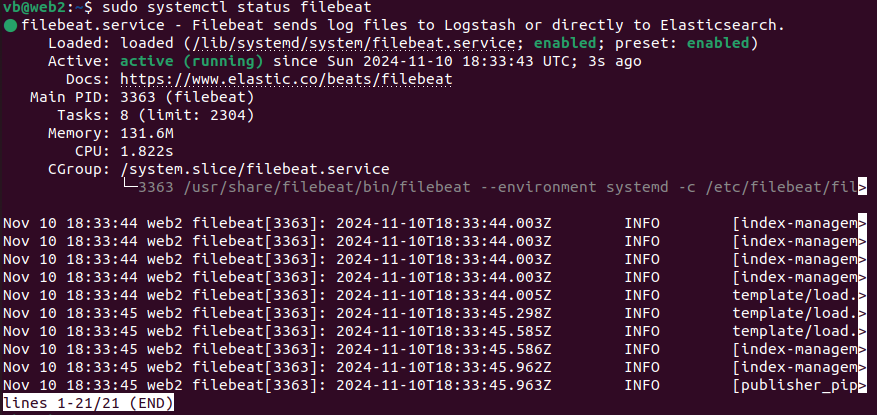 vb@web2:~$ sudo systemctl status filebeat
● filebeat.service - Filebeat sends log files to Logstash or directly to Elasticsearch.
     Loaded: loaded (/lib/systemd/system/filebeat.service; enabled; preset: enabled)
     Active: active (running) since Sun 2024-11-10 18:33:43 UTC; 3s ago
       Docs: https://www.elastic.co/beats/filebeat
   Main PID: 3363 (filebeat)
      Tasks: 8 (limit: 2304)
     Memory: 131.6M
        CPU: 1.822s
     CGroup: /system.slice/filebeat.service
             └─3363 /usr/share/filebeat/bin/filebeat --environment systemd -c /etc/filebeat/fil>
Nov 10 18:33:44 web2 filebeat[3363]: 2024-11-10T18:33:44.003Z        INFO        [index-managem>
Nov 10 18:33:44 web2 filebeat[3363]: 2024-11-10T18:33:44.003Z        INFO        [index-managem>
Nov 10 18:33:44 web2 filebeat[3363]: 2024-11-10T18:33:44.003Z        INFO        [index-managem>
Nov 10 18:33:44 web2 filebeat[3363]: 2024-11-10T18:33:44.003Z        INFO        [index-managem>
Nov 10 18:33:44 web2 filebeat[3363]: 2024-11-10T18:33:44.005Z        INFO        template/load.>
Nov 10 18:33:45 web2 filebeat[3363]: 2024-11-10T18:33:45.298Z        INFO        template/load.>
Nov 10 18:33:45 web2 filebeat[3363]: 2024-11-10T18:33:45.585Z        INFO        template/load.>
Nov 10 18:33:45 web2 filebeat[3363]: 2024-11-10T18:33:45.586Z        INFO        [index-managem>
Nov 10 18:33:45 web2 filebeat[3363]: 2024-11-10T18:33:45.962Z        INFO        [index-managem>
Nov 10 18:33:45 web2 filebeat[3363]: 2024-11-10T18:33:45.963Z        INFO        [publisher_pip>
lines 1-21/21 (END)